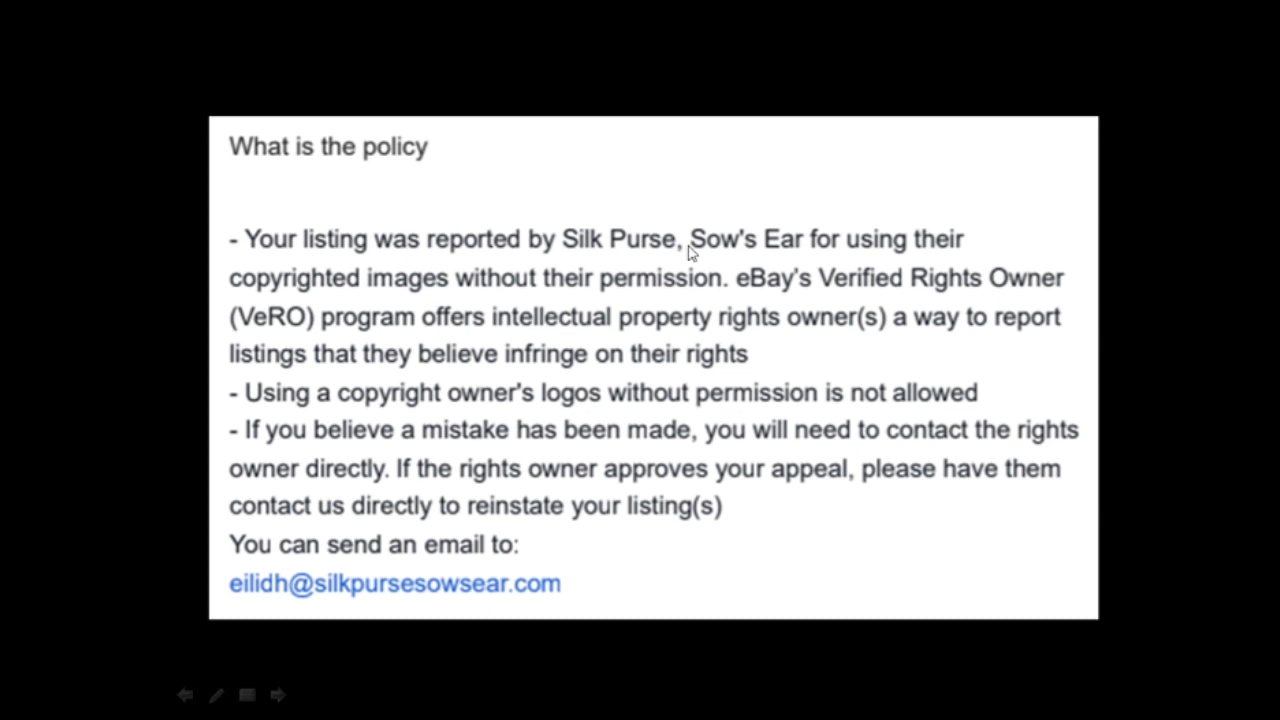 What is the policy
- Your listing was reported by Silk Purse, Sow's Ear for using their
copyrighted images without their permission. eBay's Verified Rights Owner
(VeRO) program offers intellectual property rights owner(s) a way to report
listings that they believe infringe on their rights
- Using a copyright owner's logos without permission is not allowed
- If you believe a mistake has been made, you will need to contact the rights
owner directly. If the rights owner approves your appeal, please have them
contact us directly to reinstate your listing(s)
You can send an email to:
eilidh@silkpursesowsear.com